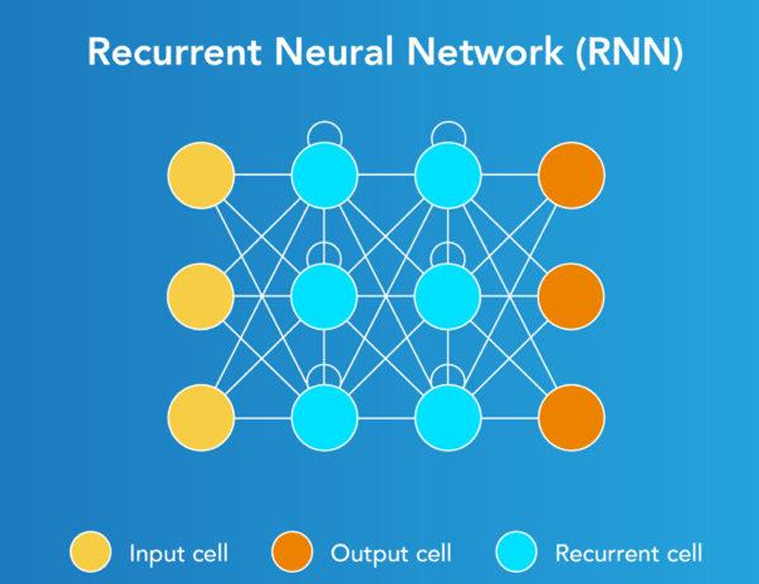 Recurrent Neural Network (RNN)
Input cell
Output cell
Recurrent cell